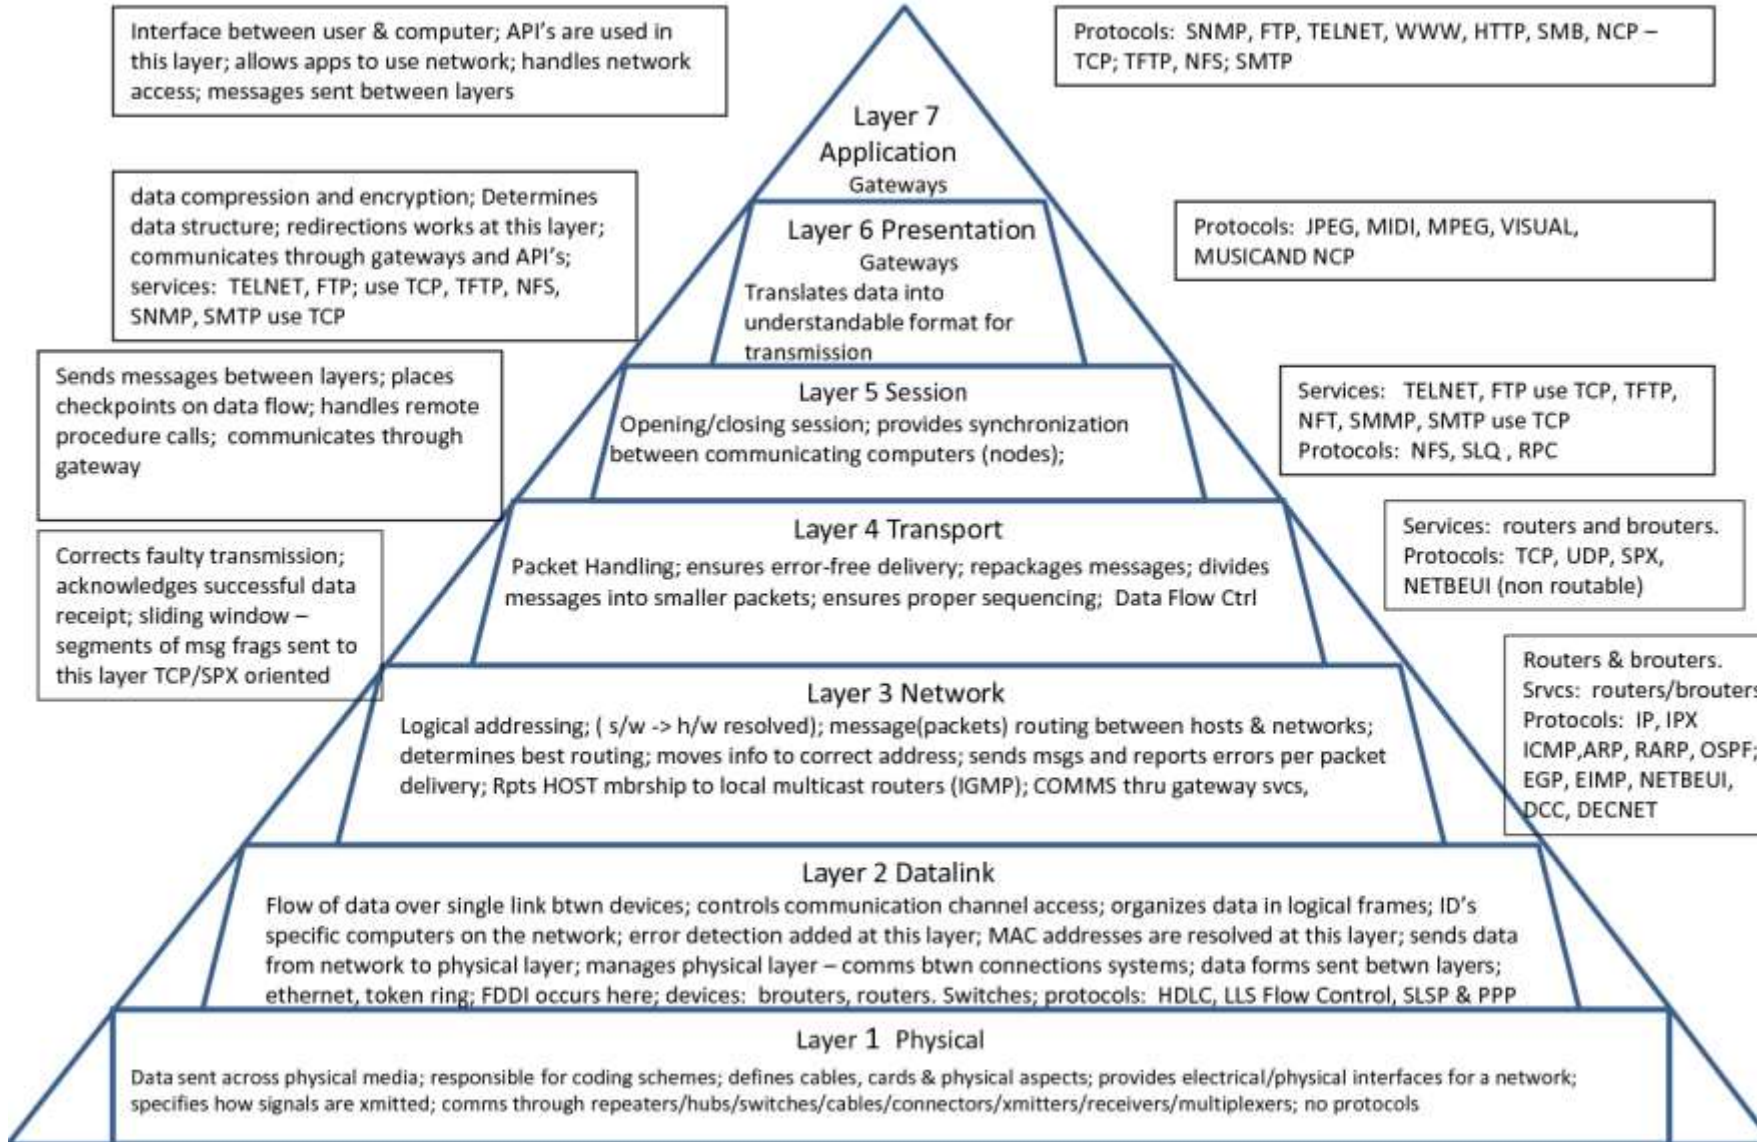 Interface between user & computer; API's are used in
this layer; allows apps to use network; handles network
access; messages sent between layers
Protocols: SNMP, FTP, TELNET, WWW, HTTP, SMB, NCP –
TCP; TFTP, NFS; SMTP
Layer 7
Application
Gateways
data compression and encryption; Determines
data structure; redirections works at this layer;
communicates through gateways and API's;
services: TELNET, FTP; use TCP, TFTP, NFS,
SNMP, SMTP use TCP
Layer 6 Presentation
Gateways
Translates data into
understandable format for
transmission
Protocols: JPEG, MIDI, MPEG, VISUAL,
MUSICAND NCP
Sends messages between layers; places
checkpoints on data flow; handles remote
procedure calls; communicates through
gateway
Layer 5 Session
Opening/closing session; provides synchronization
between communicating computers (nodes);
Services: TELNET, FTP use TCP, TFTP,
NFT, SMMP, SMTP use TCP
Protocols: NFS, SLQ , RPC
Corrects faulty transmission;
acknowledges successful data
receipt; sliding window –
segments of msg frags sent to
this layer TCP/SPX oriented
Layer 4 Transport
Packet Handling; ensures error-free delivery; repackages messages; divides
messages into smaller packets; ensures proper sequencing; Data Flow Ctrl
Services: routers and brouters.
Protocols: TCP, UDP, SPX,
NETBEUI (non routable)
Layer 3 Network
Logical addressing; ( s/w -> h/w resolved); message(packets) routing between hosts & networks;
determines best routing; moves info to correct address; sends msgs and reports errors per packet
delivery; Rpts HOST mbrship to local multicast routers (IGMP); COMMS thru gateway svcs,
Routers & brouters.
Srvcs: routers/brouters
Protocols: IP, IPX
ICMP,ARP, RARP, OSPF;
EGP, EIMP, NETBEUI,
DCC, DECNET
Layer 2 Datalink
Flow of data over single link btwn devices; controls communication channel access; organizes data in logical frames; ID's
specific computers on the network; error detection added at this layer; MAC addresses are resolved at this layer; sends data
from network to physical layer; manages physical layer – comms btwn connections systems; data forms sent betwn layers;
ethernet, token ring; FDDI occurs here; devices: brouters, routers. Switches; protocols: HDLC, LLS Flow Control, SLSP & PPP
Layer 1 Physical
Data sent across physical media; responsible for coding schemes; defines cables, cards & physical aspects; provides electrical/physical interfaces for a network;
specifies how signals are xmitted; comms through repeaters/hubs/switches/cables/connectors/xmitters/receivers/multiplexers; no protocols